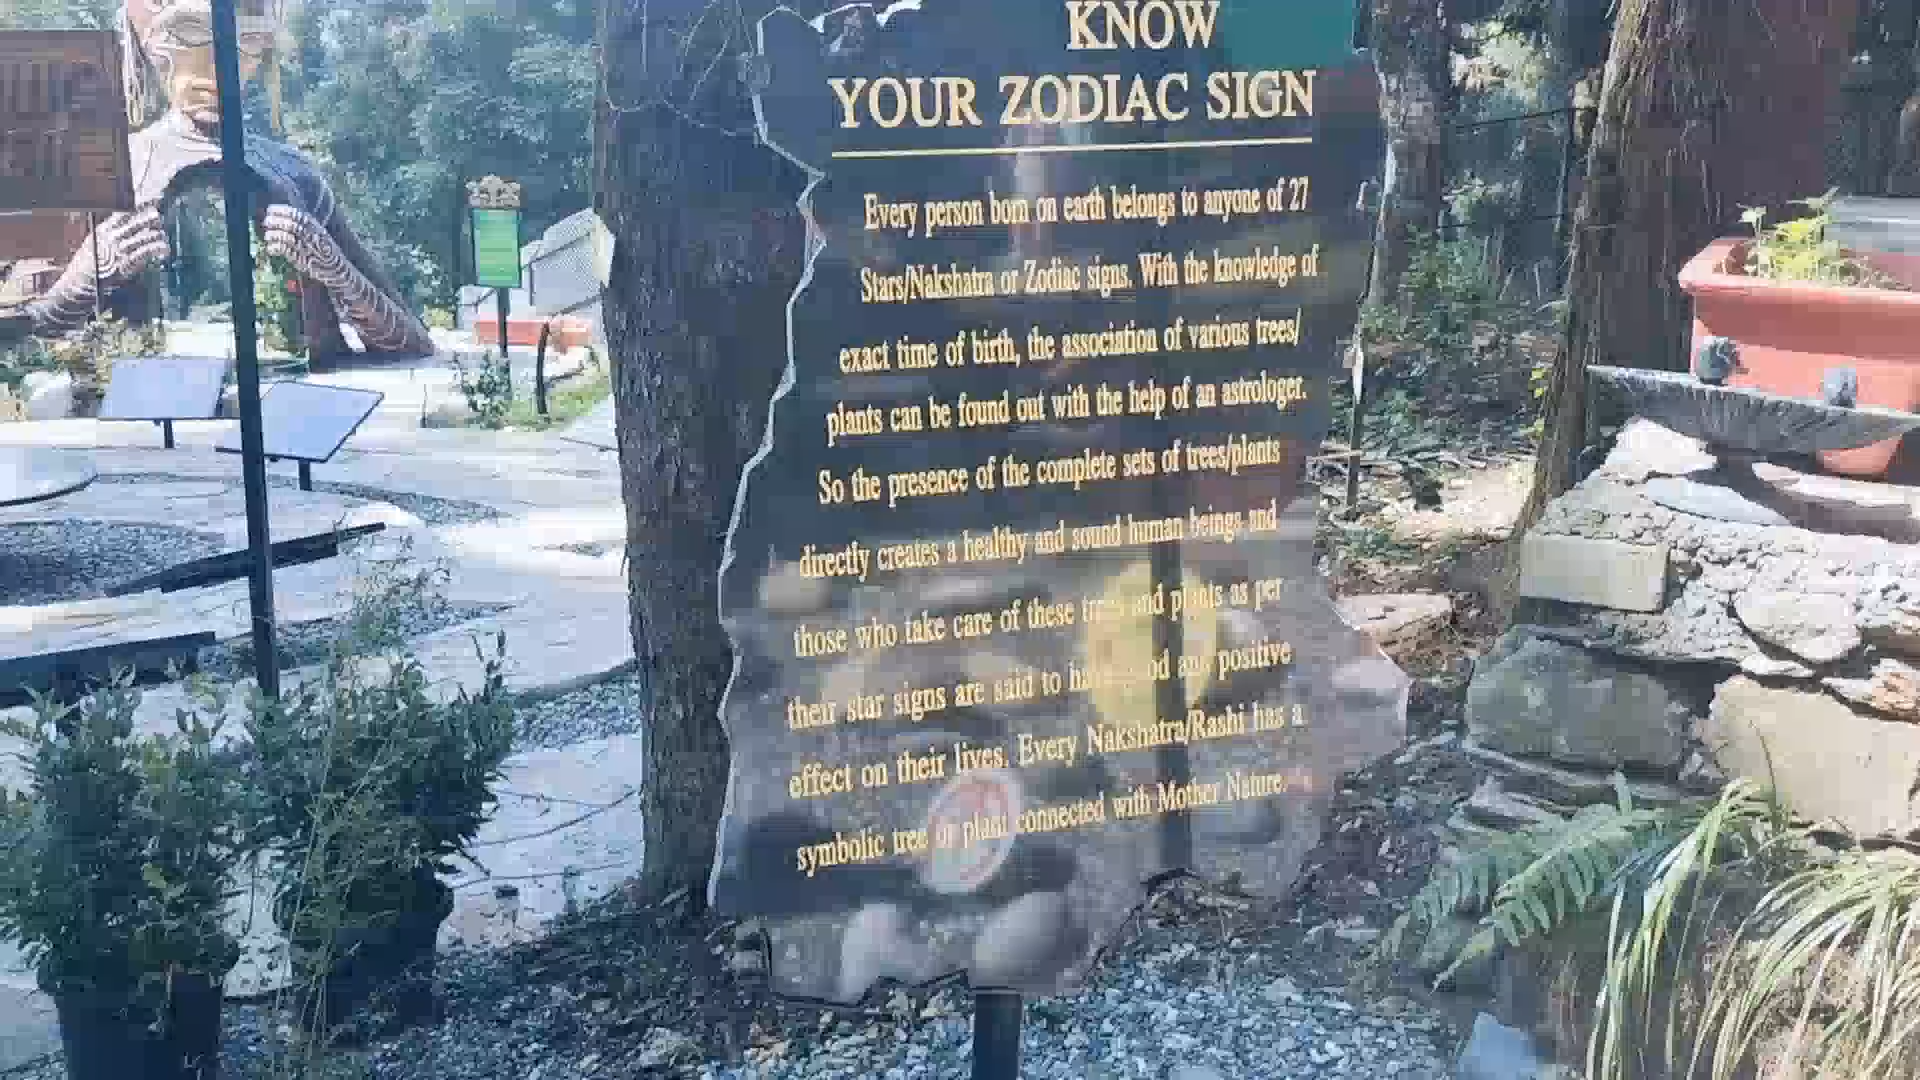 KNOW
YOUR ZODIAC SIGN
Every person born on earth belongs to anyone of 27
Stars/Nakshatra or Zodiac signs. With the knowledge of
exact time of birth, the association of various trees/
plants can be found out with the help of an astrologer.
So the presence of the complete sets of trees/plants
directly creates a healthy and sound human beings and
those who take care of these trees and plants as per
their star signs are said to have good and positive
effect on their lives. Every Nakshatra/Rashi has a
symbolic tree or plant connected with Mother Nature.